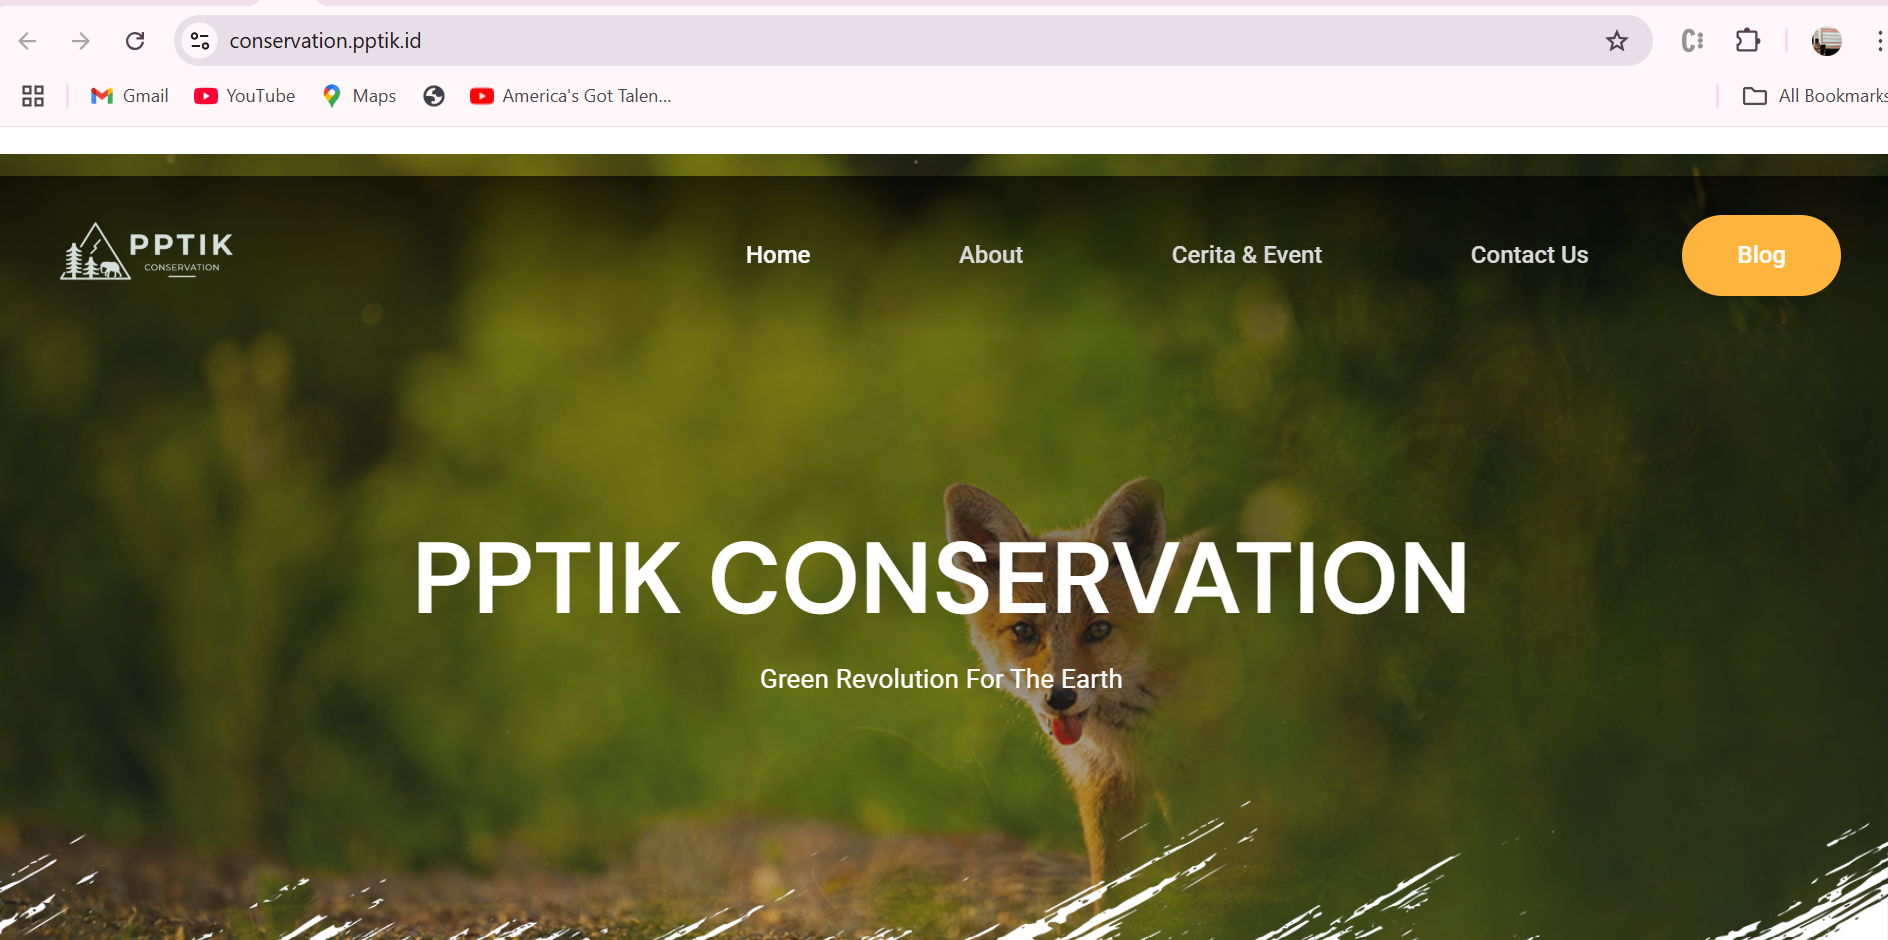 conservation.pptik.id
Gmail YouTube Maps America's Got Talen... All Bookmarks
PPTIK
CONSERVATION
Home About Cerita & Event Contact Us Blog
PPTIK CONSERVATION
Green Revolution For The Earth